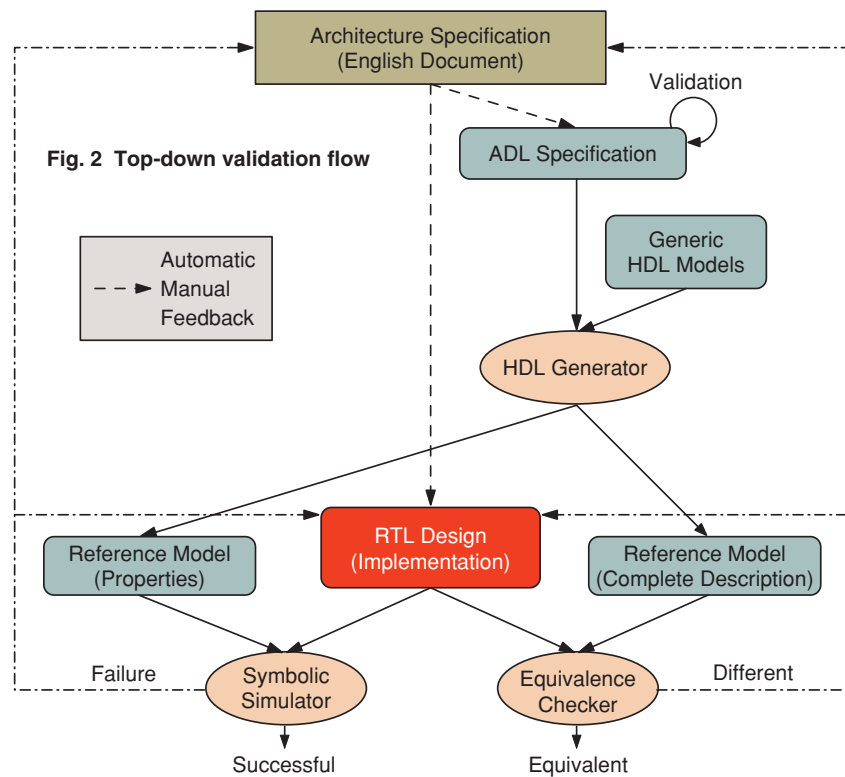 Architecture Specification
(English Document)
Validation
ADL Specification
Fig. 2 Top-down validation flow
Generic
HDL Models
Automatic
Manual
Feedback
HDL Generator
RTL Design
(Implementation)
Reference Model
(Properties)
Reference Model
(Complete Description)
Failure
Symbolic
Simulator
Equivalence
Checker
Different
Successful
Equivalent